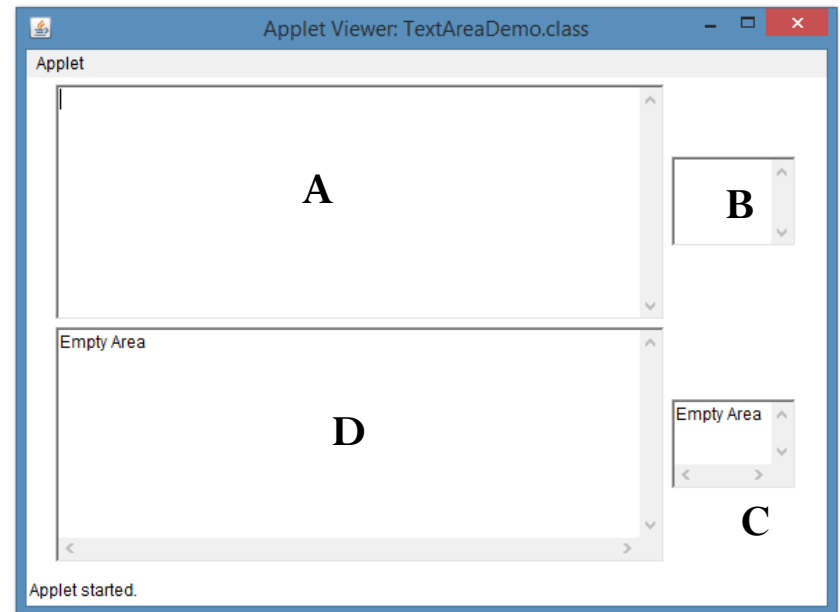 Applet Viewer: TextAreaDemo.class
Applet
A
B
Empty Area
D
Empty Area
C
Applet started.